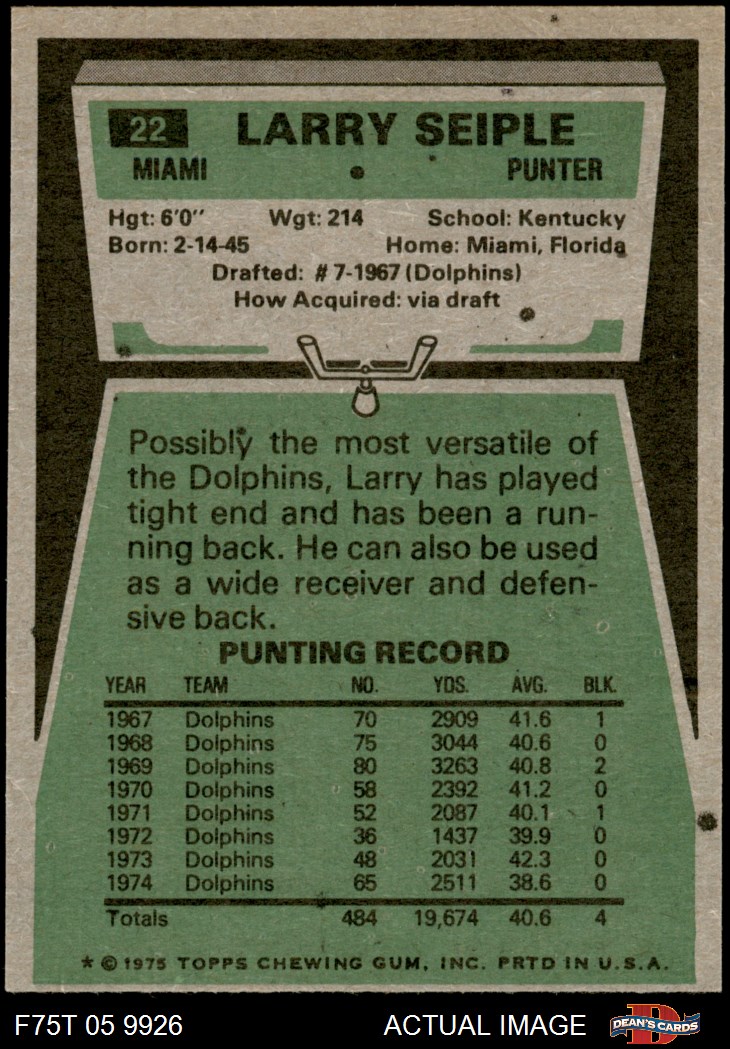 22 LARRY SEIPLE
MIAMI • PUNTER
Hgt: 6'0" Wgt: 214 School: Kentucky
Born: 2-14-45 Home: Miami, Florida
Drafted: #7-1967 (Dolphins)
How Acquired: via draft
Possibly the most versatile of
the Dolphins, Larry has played
tight end and has been a run-
ning back. He can also be used
as a wide receiver and defen-
sive back.
PUNTING RECORD
YEAR TEAM NO. YDS. AVG. BLK.
1967 Dolphins 70 2909 41.6 1
1968 Dolphins 75 3044 40.6 0
1969 Dolphins 80 3263 40.8 2
1970 Dolphins 58 2392 41.2 0
1971 Dolphins 52 2087 40.1 1
1972 Dolphins 36 1437 39.9 0
1973 Dolphins 48 2031 42.3 0
1974 Dolphins 65 2511 38.6 0
Totals 484 19,674 40.6 4
* © 1975 TOPPS CHEWING GUM, INC. PRTD IN U.S.A.
F75T 05 9926 ACTUAL IMAGE DEAN'S CARDS